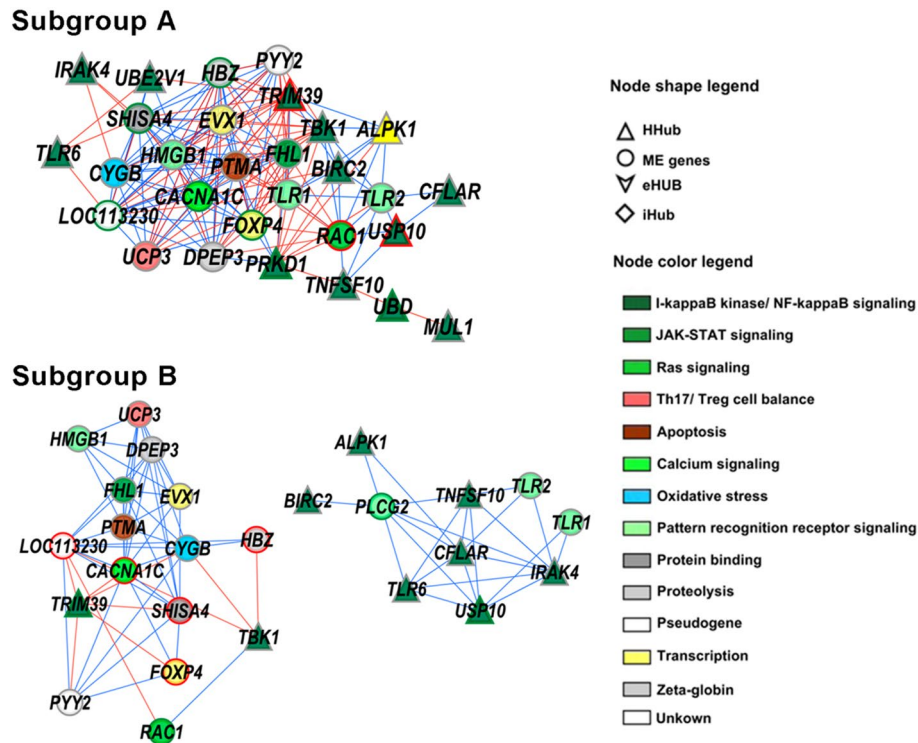 Subgroup A
IRAK4
UBE2V1
HBZ
PYY2
TRIM39
SHISA4
EVX1
TBK1
ALPK1
TLR6
HMGB1
FHL1
CYGB
PTMA
BIRC2
CACNA1C
TLR1
TLR2
CFLAR
LOC113230
FOXP4
RAC1
USP10
UCP3
DPEP3
PRKD1
TNFSF10
UBD
MUL1
Subgroup B
UCP3
HMGB1
DPEP3
FHL1
EVX1
PTMA
LOC113230
CYGB
HBZ
CACNA1C
TRIM39
SHISA4
TBK1
FOXP4
PYY2
RAC1
ALPK1
BIRC2
PLCG2
TNFSF10
TLR2
TLR1
CFLAR
IRAK4
TLR6
USP10
Node shape legend
HHub
ME genes
eHUB
iHub
Node color legend
I-kappaB kinase/ NF-kappaB signaling
JAK-STAT signaling
Ras signaling
Th17/ Treg cell balance
Apoptosis
Calcium signaling
Oxidative stress
Pattern recognition receptor signaling
Protein binding
Proteolysis
Pseudogene
Transcription
Zeta-globin
Unkown